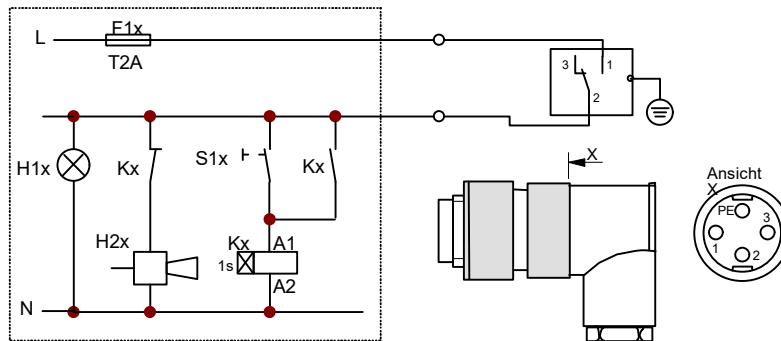 F1x
L
T2A
3
1
2
H1x
Kx
S1x
Kx
X
Ansicht
X
PE
3
1
2
H2x
Kx
A1
1s
A2
N